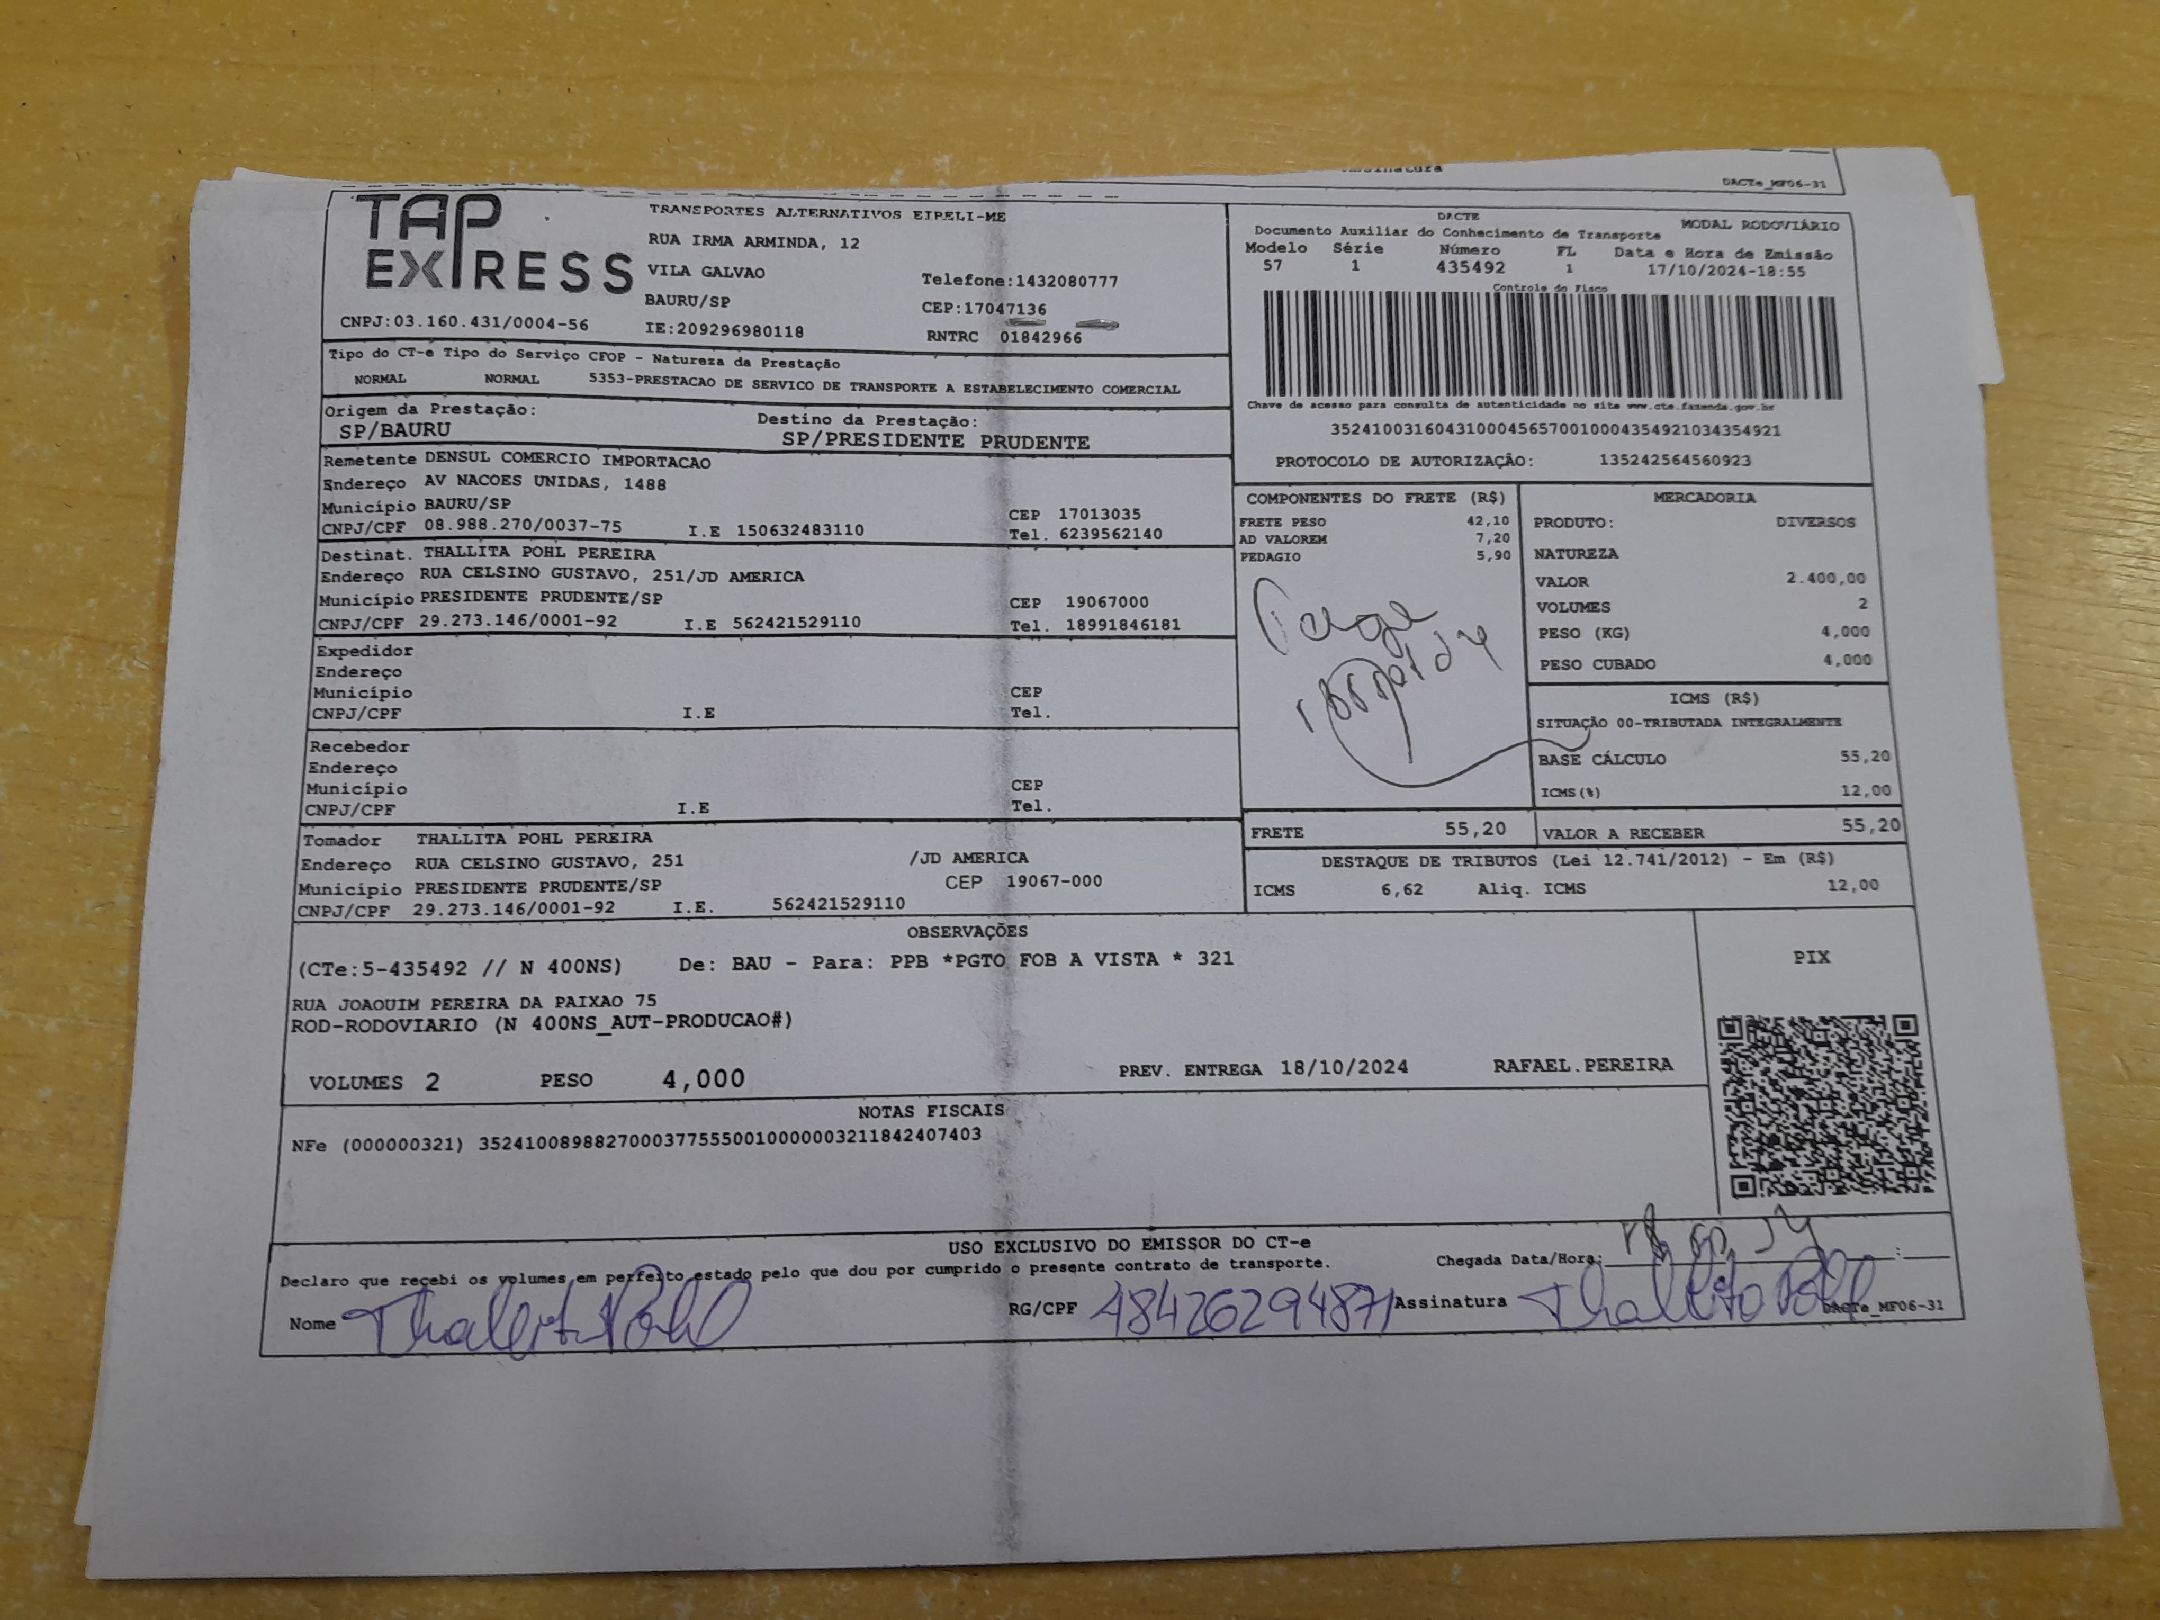 Assinatura
DACTe_MF06-31
TAP EXPRESS
CNPJ:03.160.431/0004-56
TRANSPORTES ALTERNATIVOS EIRELI-ME
RUA IRMA ARMINDA, 12
VILA GALVAO
BAURU/SP
IE:209296980118
Telefone:1432080777
CEP:17047136
RNTRC 01842966
DACTE MODAL RODOVIÁRIO
Documento Auxiliar do Conhecimento de Transporte
Modelo Série Número FL Data e Hora de Emissão
57 1 435492 1 17/10/2024-18:55
Controle do Fisco
Chave de acesso para consulta de autenticidade no site www.cte.fazenda.gov.br
35241003160431000456570010004354921034354921
PROTOCOLO DE AUTORIZAÇÃO: 135242564560923
Tipo do CT-e Tipo do Serviço CFOP - Natureza da Prestação
NORMAL NORMAL 5353-PRESTACAO DE SERVICO DE TRANSPORTE A ESTABELECIMENTO COMERCIAL
Origem da Prestação: Destino da Prestação:
SP/BAURU SP/PRESIDENTE PRUDENTE
Remetente DENSUL COMERCIO IMPORTACAO
Endereço AV NACOES UNIDAS, 1488
Município BAURU/SP CEP 17013035
CNPJ/CPF 08.988.270/0037-75 I.E 150632483110 Tel. 6239562140
Destinat. THALLITA POHL PEREIRA
Endereço RUA CELSINO GUSTAVO, 251/JD AMERICA
Município PRESIDENTE PRUDENTE/SP CEP 19067000
CNPJ/CPF 29.273.146/0001-92 I.E 562421529110 Tel. 18991846181
Expedidor
Endereço
Município CEP
CNPJ/CPF I.E Tel.
Recebedor
Endereço
Município CEP
CNPJ/CPF I.E Tel.
Tomador THALLITA POHL PEREIRA
Endereço RUA CELSINO GUSTAVO, 251 /JD AMERICA
Município PRESIDENTE PRUDENTE/SP CEP 19067-000
CNPJ/CPF 29.273.146/0001-92 I.E. 562421529110
COMPONENTES DO FRETE (R$)
FRETE PESO 42,10
AD VALOREM 7,20
PEDAGIO 5,90
MERCADORIA
PRODUTO: DIVERSOS
NATUREZA
VALOR 2.400,00
VOLUMES 2
PESO (KG) 4,000
PESO CUBADO 4,000
ICMS (R$)
SITUAÇÃO 00-TRIBUTADA INTEGRALMENTE
BASE CÁLCULO 55,20
ICMS(%) 12,00
FRETE 55,20 VALOR A RECEBER 55,20
DESTAQUE DE TRIBUTOS (Lei 12.741/2012) - Em (R$)
ICMS 6,62 Aliq. ICMS 12,00
OBSERVAÇÕES
(CTe:5-435492 // N 400NS) De: BAU - Para: PPB *PGTO FOB A VISTA * 321
RUA JOAQUIM PEREIRA DA PAIXAO 75
ROD-RODOVIARIO (N 400NS_AUT-PRODUCAO#)
VOLUMES 2 PESO 4,000 PREV. ENTREGA 18/10/2024 RAFAEL.PEREIRA
PIX
NOTAS FISCAIS
NFe (000000321) 35241008988270003775550010000003211842407403
USO EXCLUSIVO DO EMISSOR DO CT-e
Declaro que recebi os volumes em perfeito estado pelo que dou por cumprido o presente contrato de transporte.
Chegada Data/Hora: :
Nome Thallita Pohl RG/CPF 48426294871 Assinatura Thallita Pohl
DACTe_MF06-31